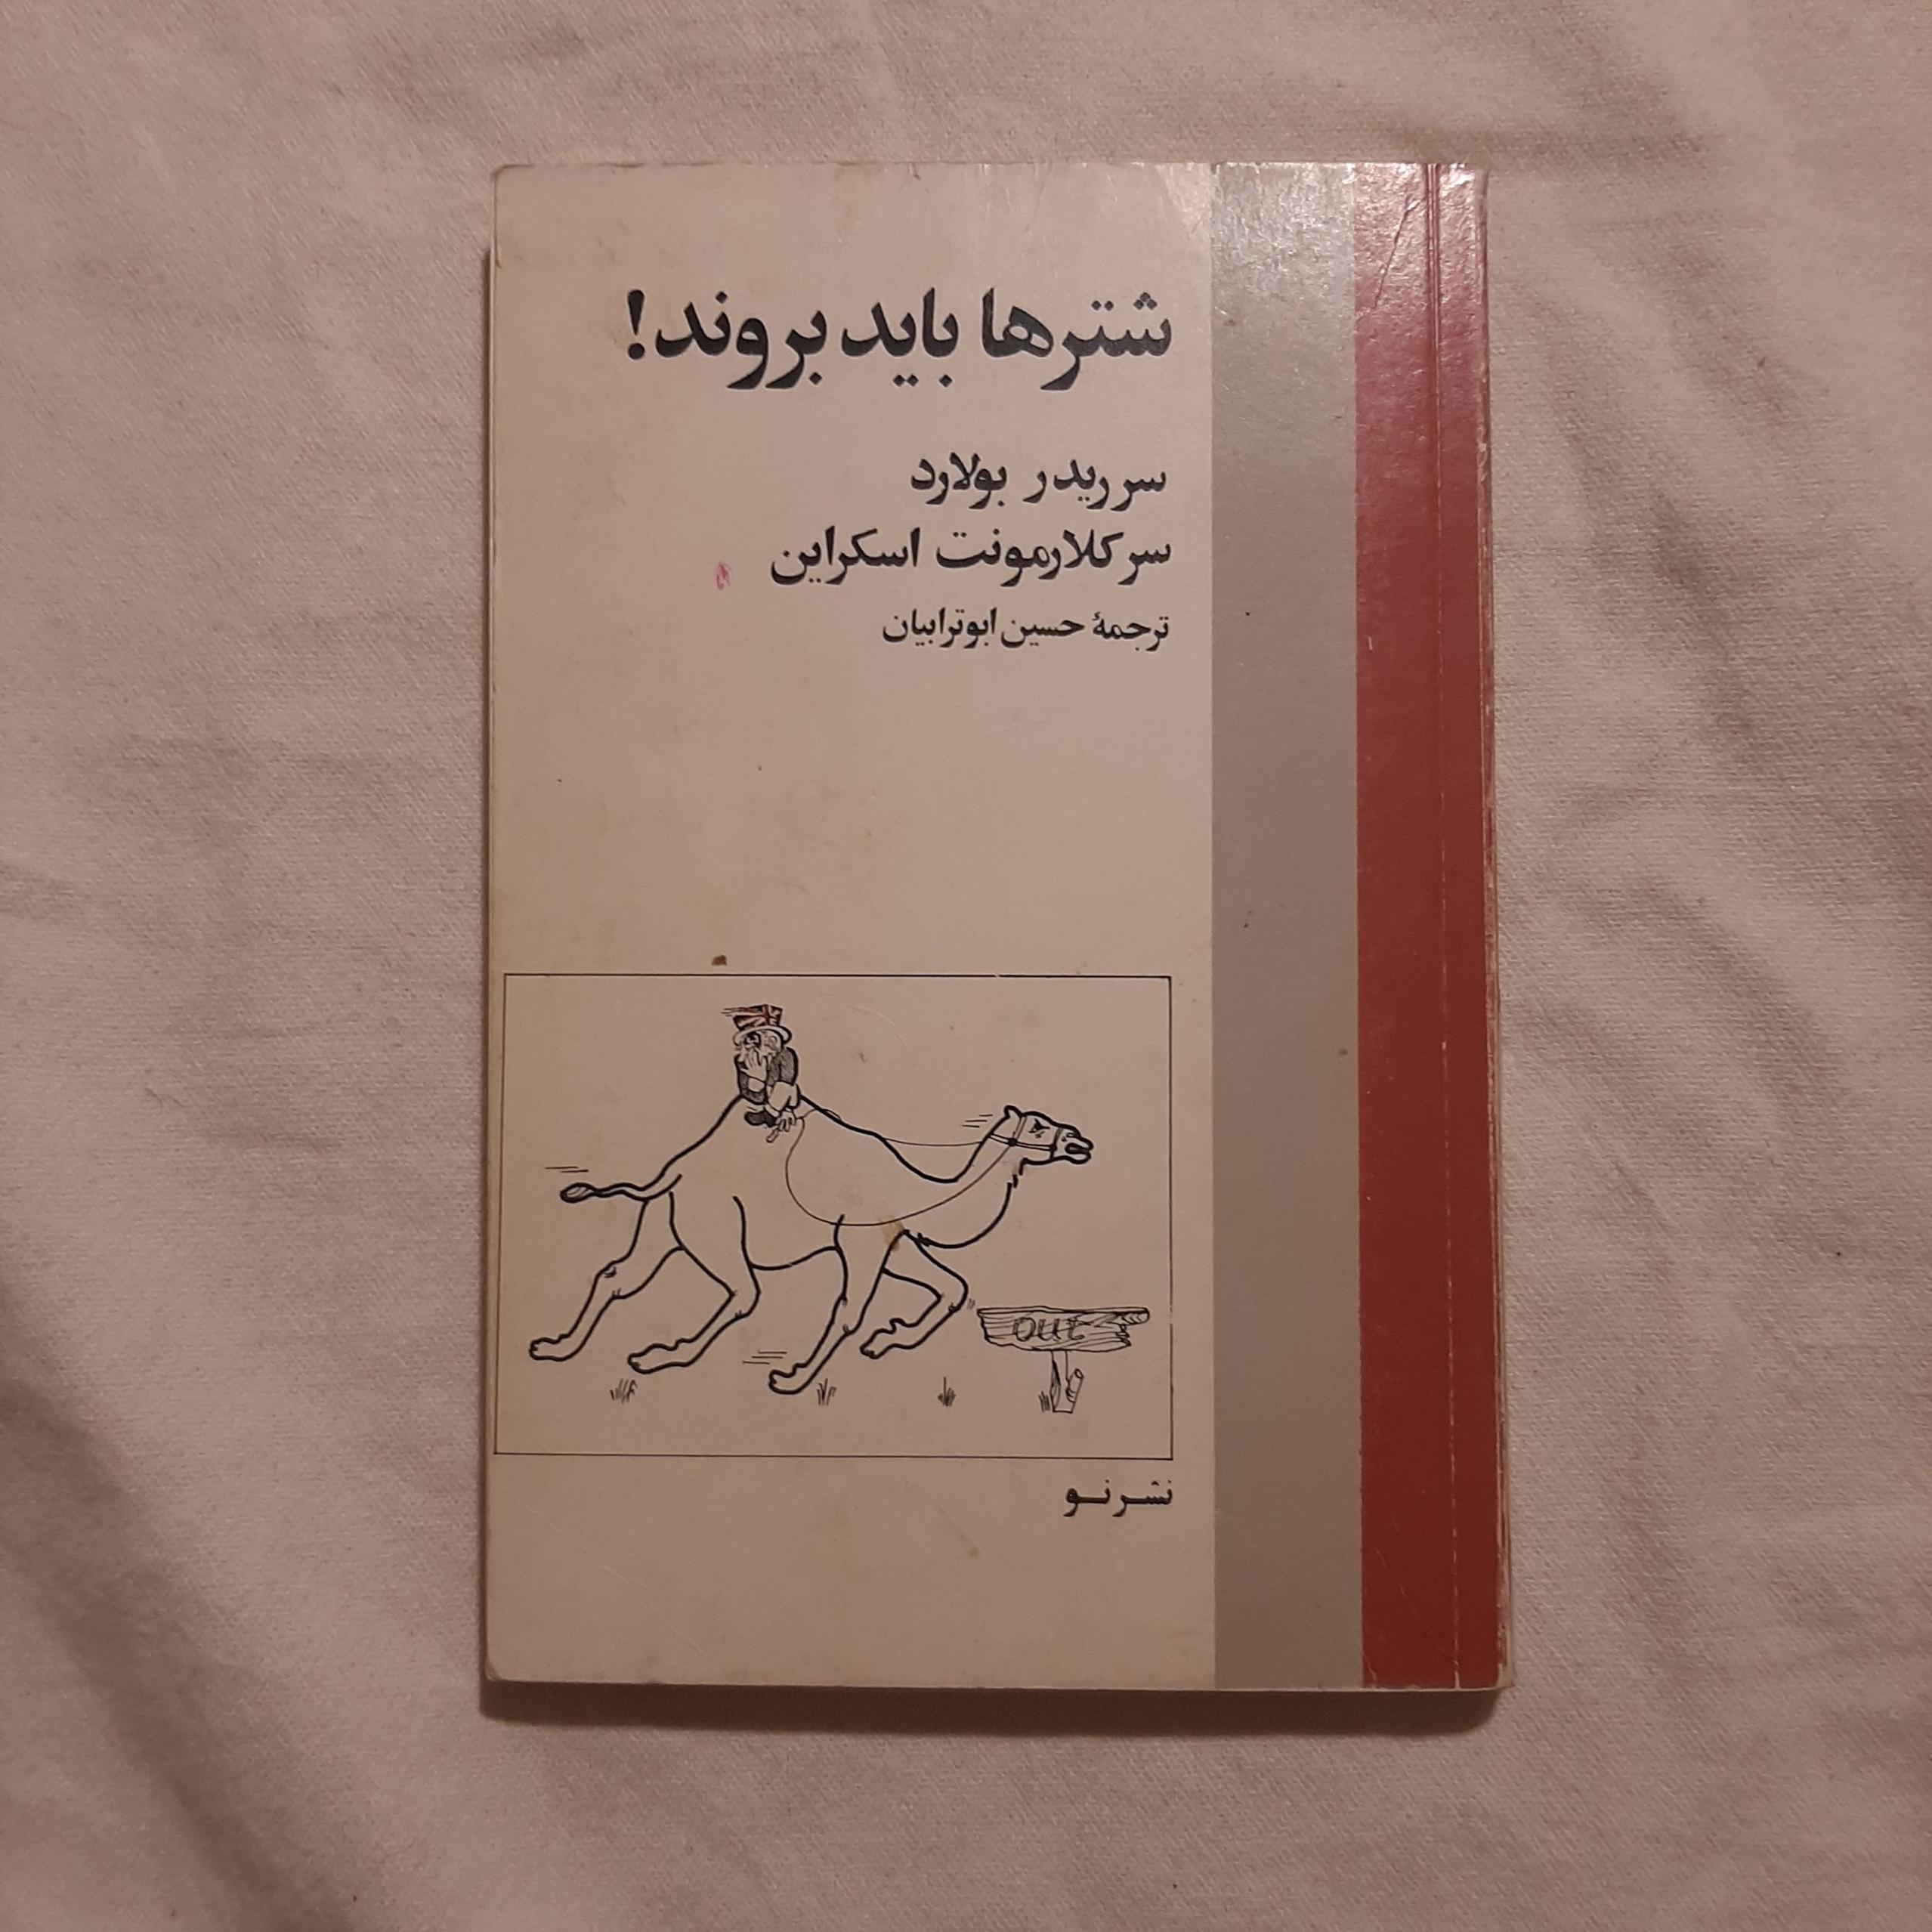 شترها باید بروند!
سر ریدر بولارد
سر کلارمونت اسکراین
ترجمهٔ حسین ابوترابیان
out
نشر نو